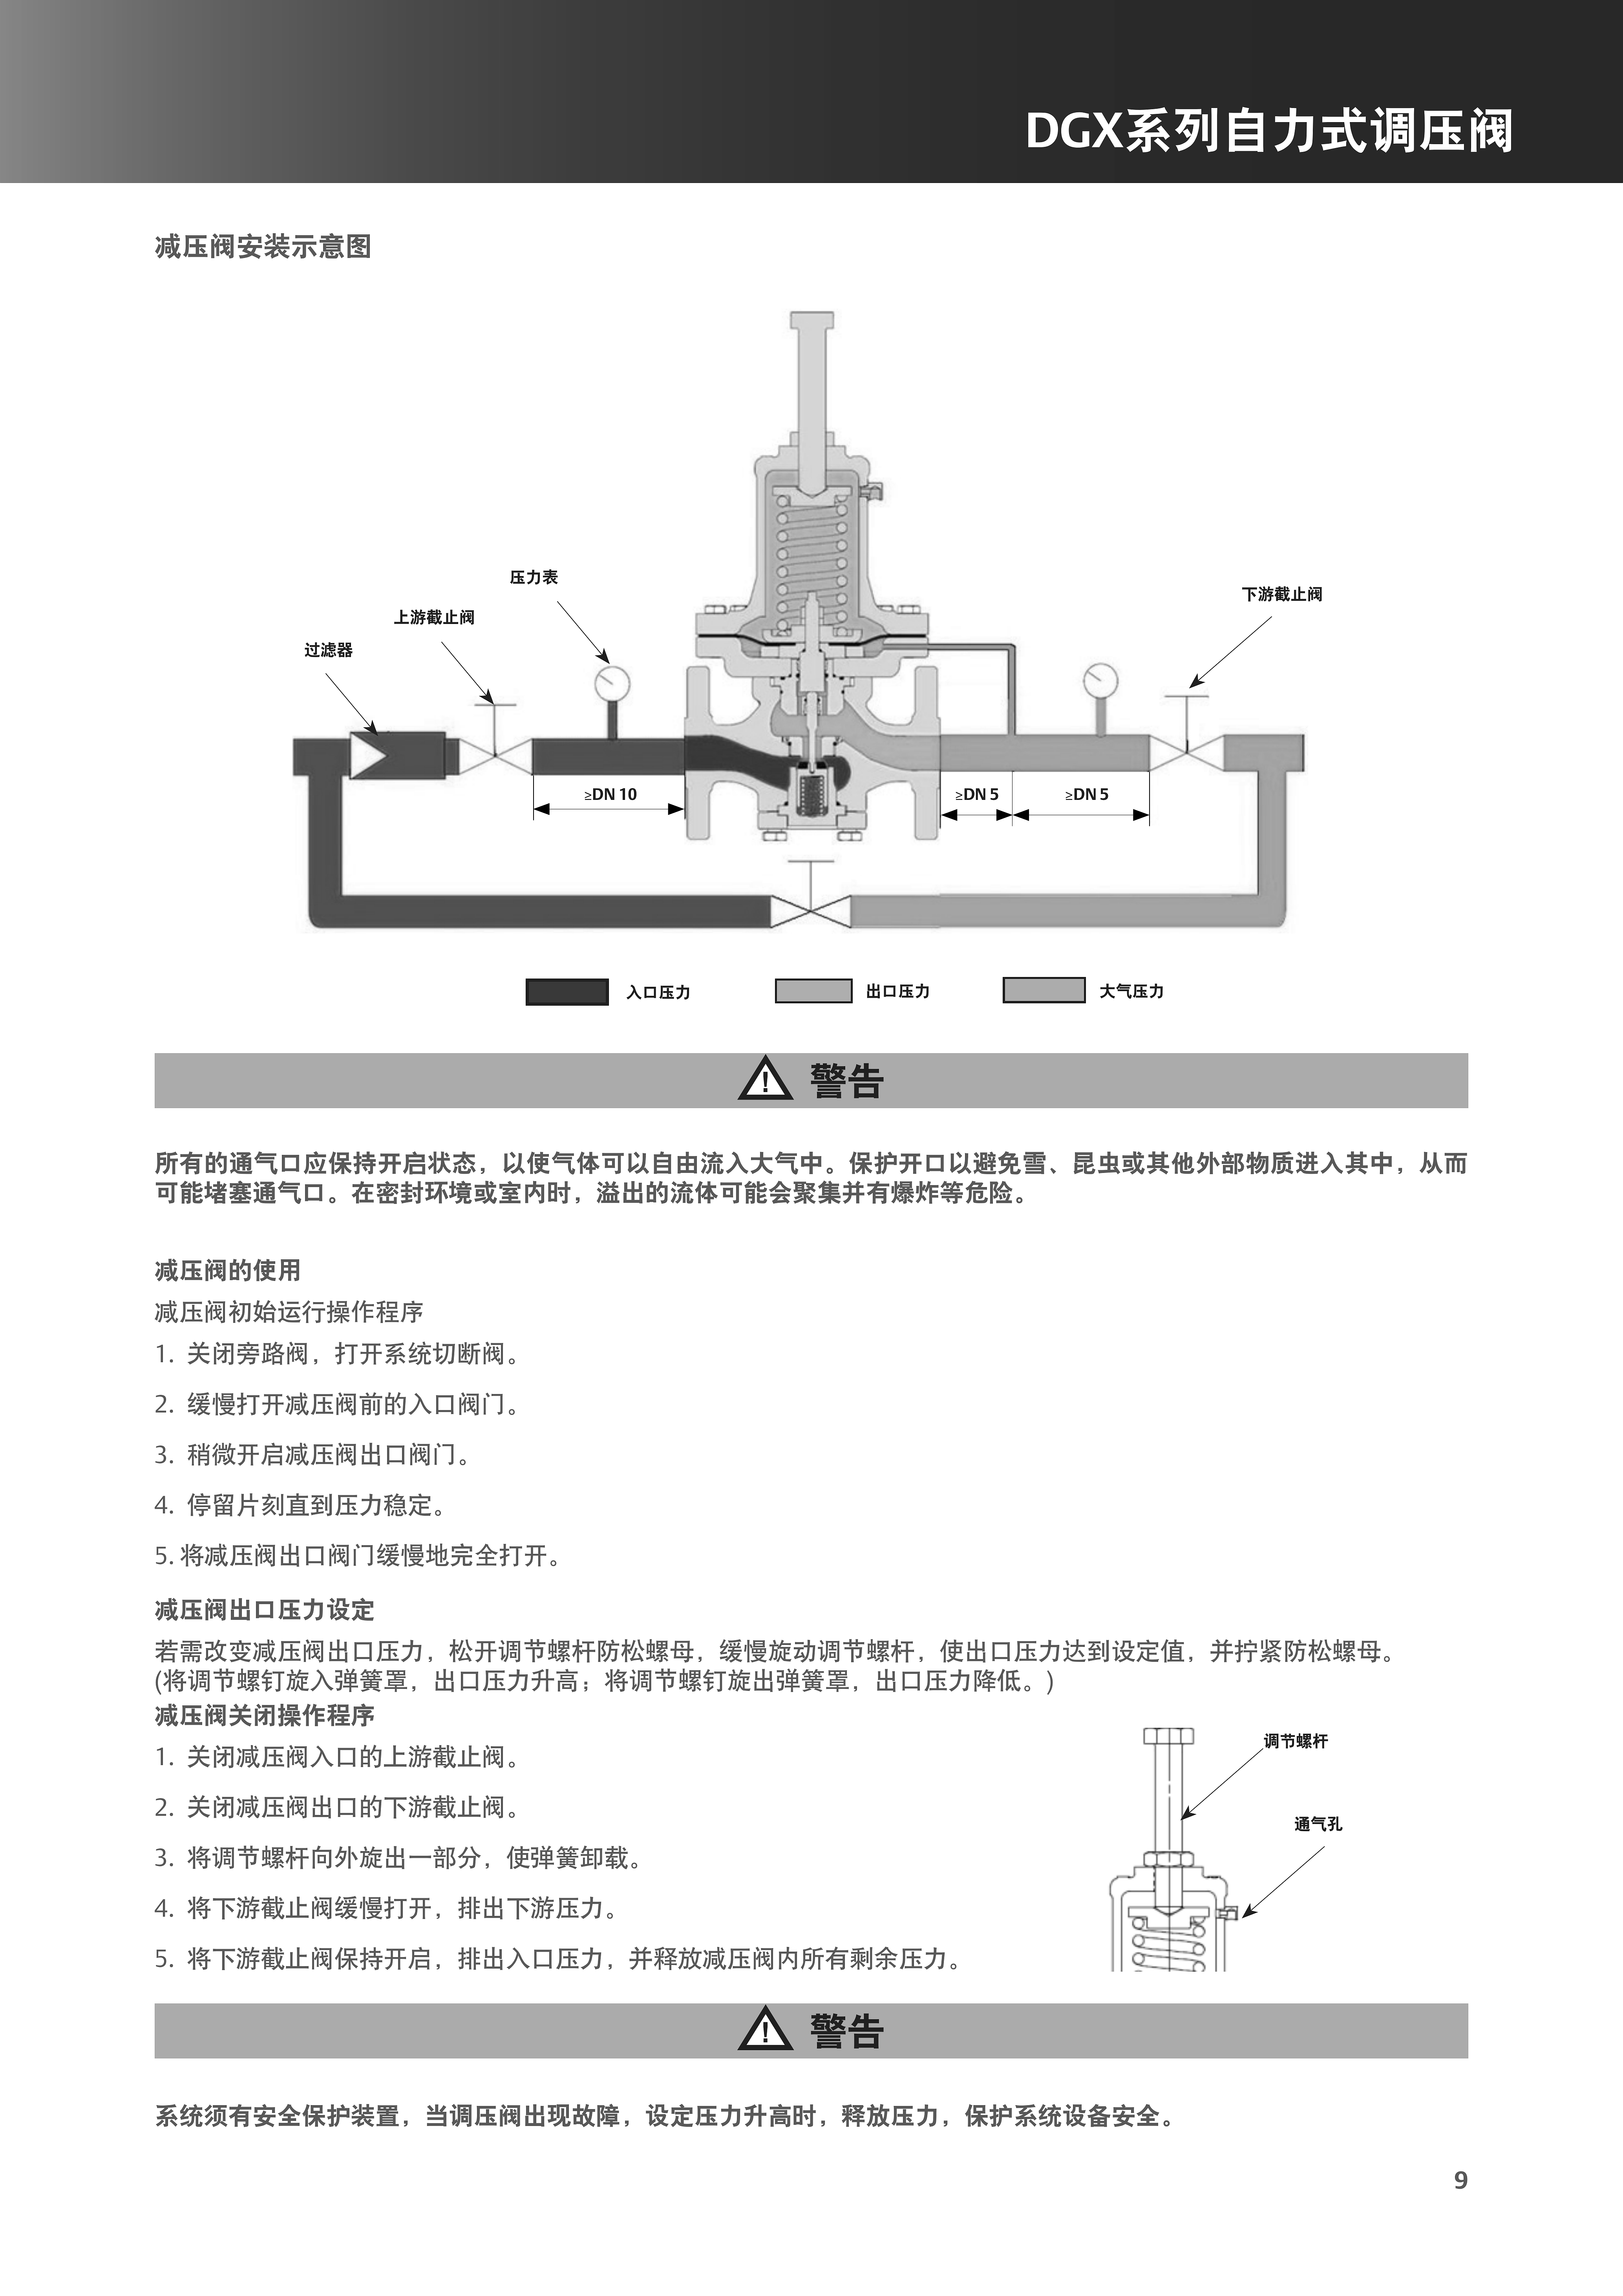 DGX系列自力式调压阀
减压阀安装示意图
压力表
下游截止阀
上游截止阀
过滤器
≥DN 10
≥DN 5
≥DN 5
入口压力
出口压力
大气压力
警告
所有的通气口应保持开启状态，以使气体可以自由流入大气中。保护开口以避免雪、昆虫或其他外部物质进入其中，从而
可能堵塞通气口。在密封环境或室内时，溢出的流体可能会聚集并有爆炸等危险。
减压阀的使用
减压阀初始运行操作程序
1. 关闭旁路阀，打开系统切断阀。
2. 缓慢打开减压阀前的入口阀门。
3. 稍微开启减压阀出口阀门。
4. 停留片刻直到压力稳定。
5. 将减压阀出口阀门缓慢地完全打开。
减压阀出口压力设定
若需改变减压阀出口压力，松开调节螺杆防松螺母，缓慢旋动调节螺杆，使出口压力达到设定值，并拧紧防松螺母。
(将调节螺钉旋入弹簧罩，出口压力升高；将调节螺钉旋出弹簧罩，出口压力降低。)
减压阀关闭操作程序
1. 关闭减压阀入口的上游截止阀。
2. 关闭减压阀出口的下游截止阀。
3. 将调节螺杆向外旋出一部分，使弹簧卸载。
4. 将下游截止阀缓慢打开，排出下游压力。
5. 将下游截止阀保持开启，排出入口压力，并释放减压阀内所有剩余压力。
调节螺杆
通气孔
警告
系统须有安全保护装置，当调压阀出现故障，设定压力升高时，释放压力，保护系统设备安全。
9